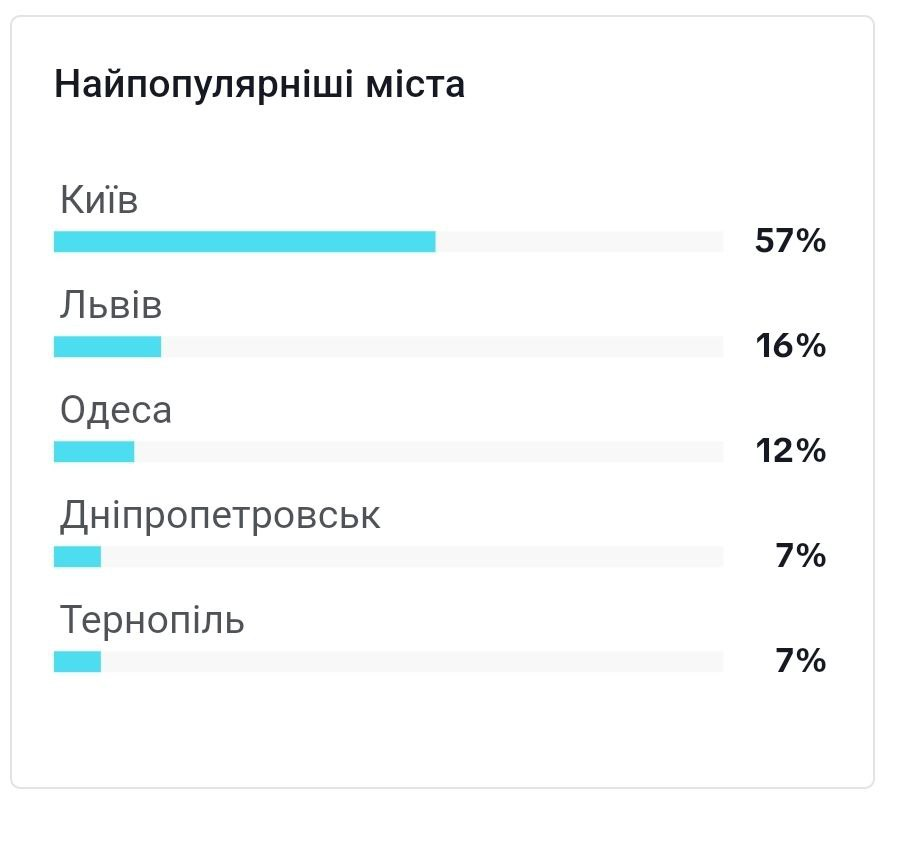 Найпопулярніші міста
Київ
57%
Львів
16%
Одеса
12%
Дніпропетровськ
7%
Тернопіль
7%